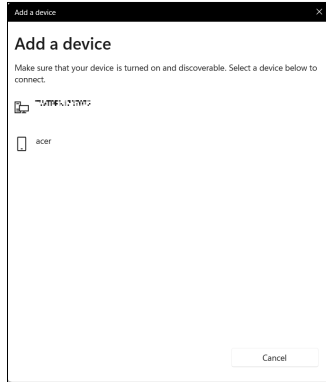 Add a device
Add a device
Make sure that your device is turned on and discoverable. Select a device below to
connect.
acer
Cancel